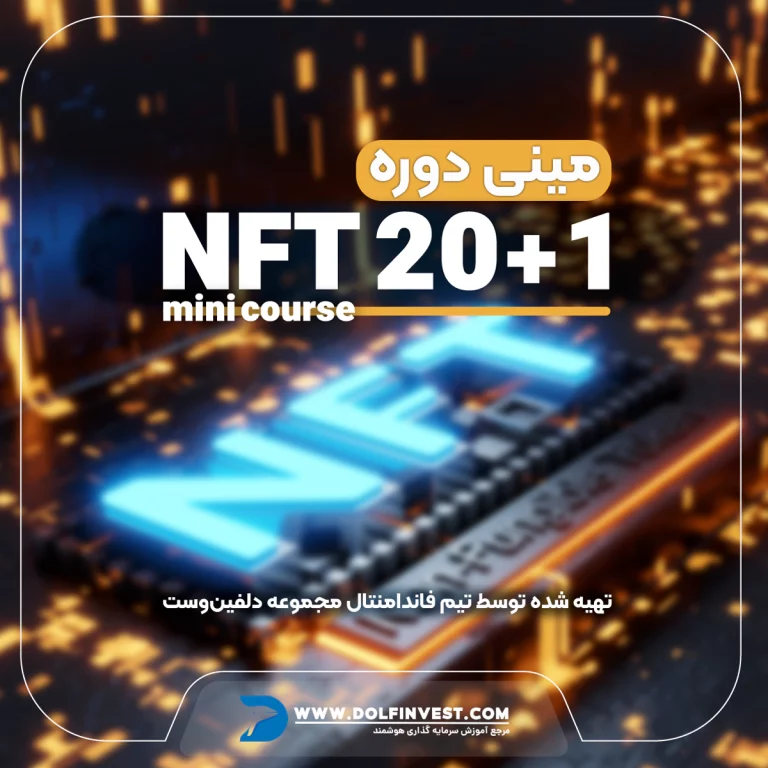 مینی دوره
NFT 20+1
mini course
NFT
تهیه شده توسط تیم فاندامنتال مجموعه دلفین‌وست
WWW.DOLFINVEST.COM
مرجع آموزش سرمایه گذاری هوشمند